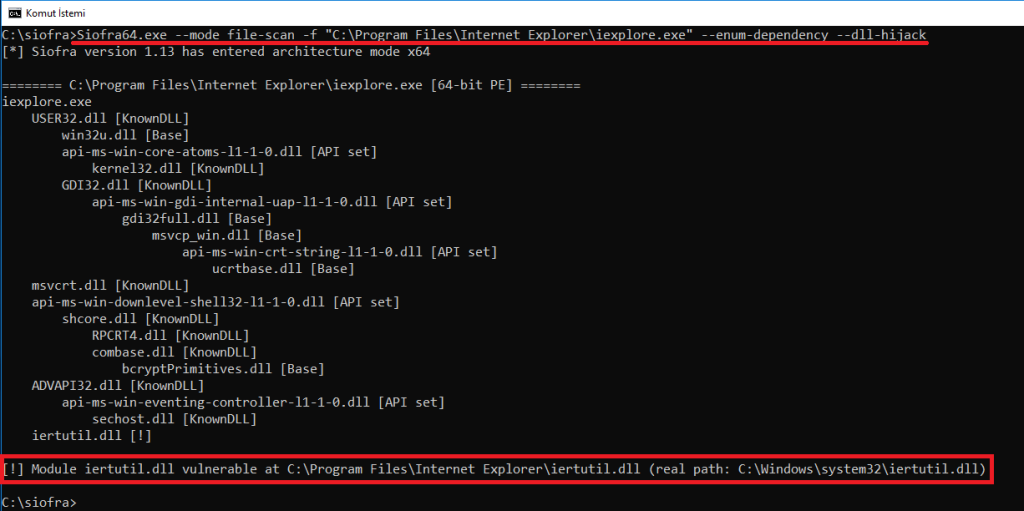 Komut İstemi
C:\siofra>Siofra64.exe --mode file-scan -f "C:\Program Files\Internet Explorer\iexplore.exe" --enum-dependency --dll-hijack
[*] Siofra version 1.13 has entered architecture mode x64
======== C:\Program Files\Internet Explorer\iexplore.exe [64-bit PE] ========
iexplore.exe
    USER32.dll [KnownDLL]
        win32u.dll [Base]
        api-ms-win-core-atoms-l1-1-0.dll [API set]
            kernel32.dll [KnownDLL]
        GDI32.dll [KnownDLL]
            api-ms-win-gdi-internal-uap-l1-1-0.dll [API set]
                gdi32full.dll [Base]
                    msvcp_win.dll [Base]
                        api-ms-win-crt-string-l1-1-0.dll [API set]
                            ucrtbase.dll [Base]
    msvcrt.dll [KnownDLL]
    api-ms-win-downlevel-shell32-l1-1-0.dll [API set]
        shcore.dll [KnownDLL]
            RPCRT4.dll [KnownDLL]
            combase.dll [KnownDLL]
                bcryptPrimitives.dll [Base]
    ADVAPI32.dll [KnownDLL]
        api-ms-win-eventing-controller-l1-1-0.dll [API set]
            sechost.dll [KnownDLL]
    iertutil.dll [!]
[!] Module iertutil.dll vulnerable at C:\Program Files\Internet Explorer\iertutil.dll (real path: C:\Windows\system32\iertutil.dll)
C:\siofra>